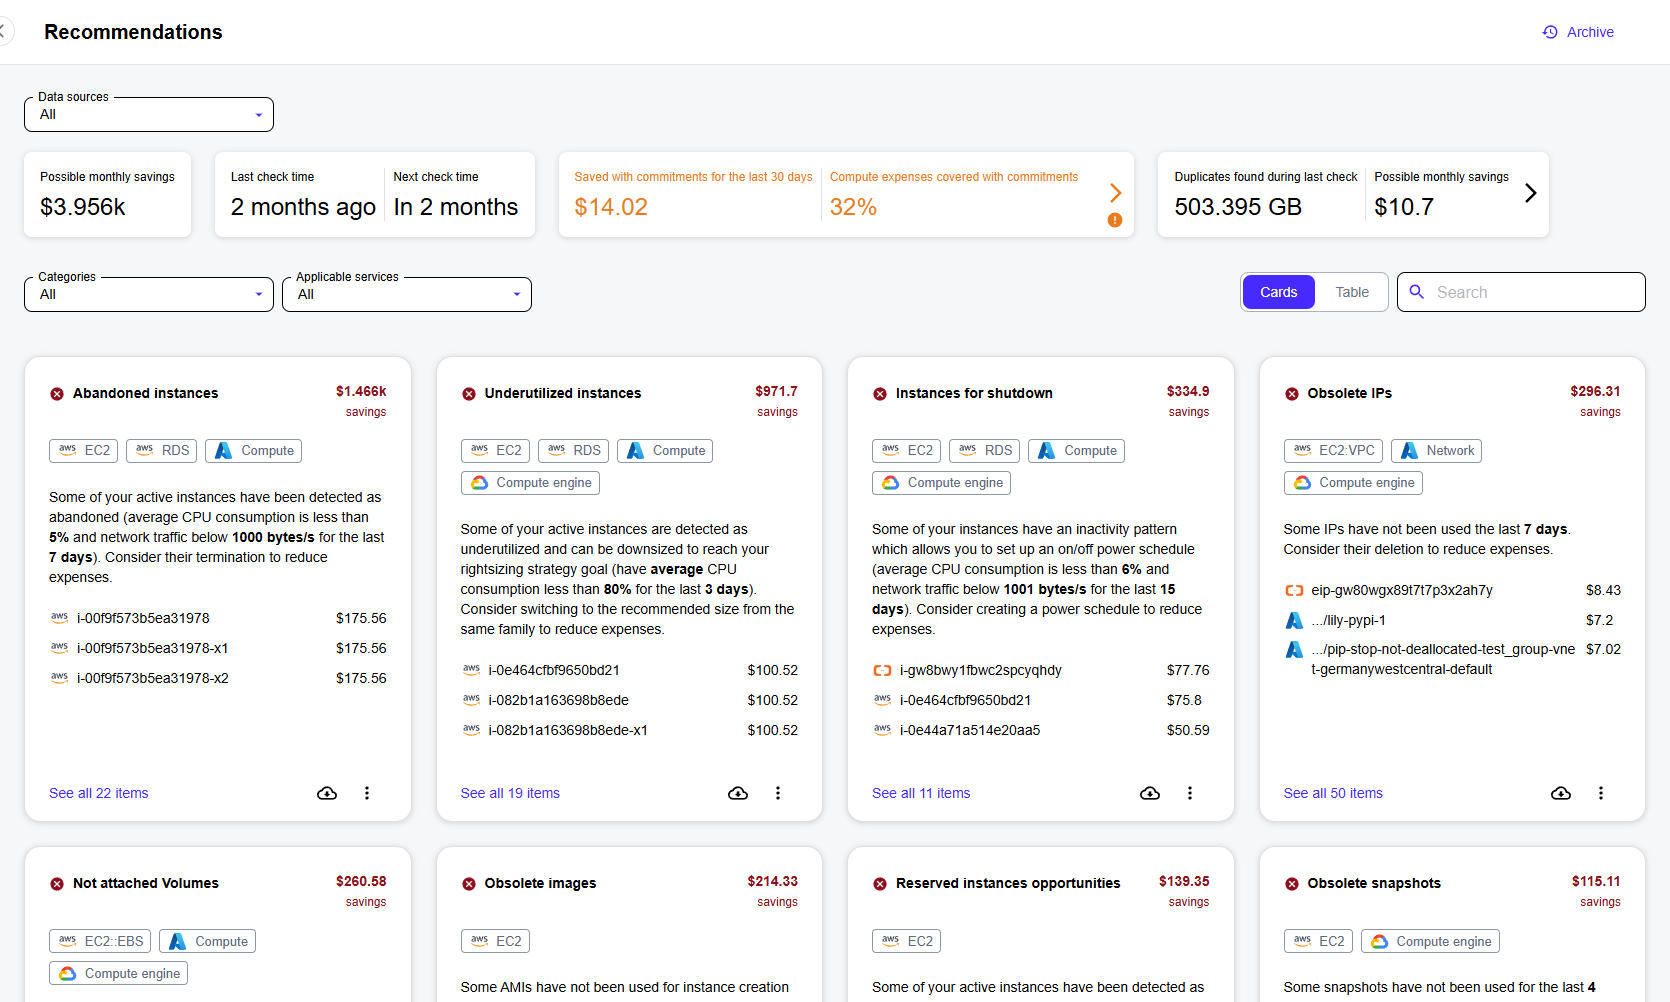 Recommendations
Archive
Data sources
All
Possible monthly savings
$3.956k
Last check time
2 months ago
Next check time
In 2 months
Saved with commitments for the last 30 days
$14.02
Compute expenses covered with commitments
32%
Duplicates found during last check
503.395 GB
Possible monthly savings
$10.7
Categories
All
Applicable services
All
Cards
Table
Search
Abandoned instances
$1.466k
savings
aws EC2
aws RDS
Compute
Some of your active instances have been detected as
abandoned (average CPU consumption is less than
5% and network traffic below 1000 bytes/s for the last
7 days). Consider their termination to reduce
expenses.
aws i-00f9f573b5ea31978 $175.56
aws i-00f9f573b5ea31978-x1 $175.56
aws i-00f9f573b5ea31978-x2 $175.56
See all 22 items
Underutilized instances
$971.7
savings
aws EC2
aws RDS
Compute
Compute engine
Some of your active instances are detected as
underutilized and can be downsized to reach your
rightsizing strategy goal (have average CPU
consumption less than 80% for the last 3 days).
Consider switching to the recommended size from the
same family to reduce expenses.
aws i-0e464cfbf9650bd21 $100.52
aws i-082b1a163698b8ede $100.52
aws i-082b1a163698b8ede-x1 $100.52
See all 19 items
Instances for shutdown
$334.9
savings
aws EC2
aws RDS
Compute
Compute engine
Some of your instances have an inactivity pattern
which allows you to set up an on/off power schedule
(average CPU consumption is less than 6% and
network traffic below 1001 bytes/s for the last 15
days). Consider creating a power schedule to reduce
expenses.
i-gw8bwy1fbwc2spcyqhdy $77.76
aws i-0e464cfbf9650bd21 $75.8
aws i-0e44a71a514e20aa5 $50.59
See all 11 items
Obsolete IPs
$296.31
savings
aws EC2:VPC
Network
Compute engine
Some IPs have not been used the last 7 days.
Consider their deletion to reduce expenses.
eip-gw80wgx89t7t7p3x2ah7y $8.43
.../lily-pypi-1 $7.2
.../pip-stop-not-deallocated-test_group-vne $7.02
t-germanywestcentral-default
See all 50 items
Not attached Volumes
$260.58
savings
aws EC2::EBS
Compute
Compute engine
Obsolete images
$214.33
savings
aws EC2
Some AMIs have not been used for instance creation
Reserved instances opportunities
$139.35
savings
aws EC2
Some of your active instances have been detected as
Obsolete snapshots
$115.11
savings
aws EC2
Compute engine
Some snapshots have not been used for the last 4